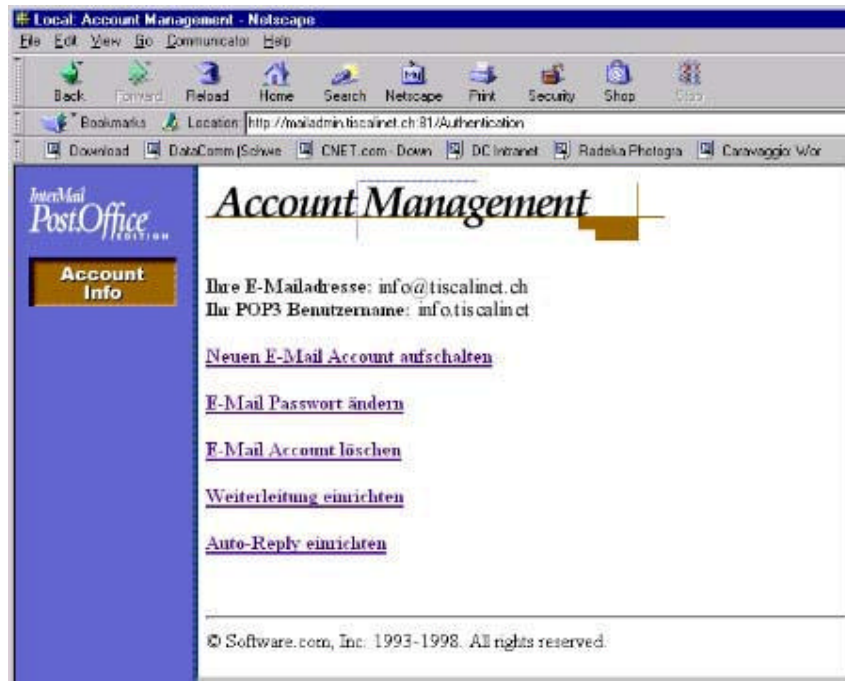 Local: Account Management - Netscape
File Edit View Go Communicator Help
Back Forward Reload Home Search Netscape Print Security Shop Stop
Bookmarks Location: http://mailadmin.tiscalinet.ch:81/Authentication
Download DataComm (Schwe CNET.com - Down DC Intranet Radeka Photogra Caravaggio: Wor
InterMail
Post.Office
EDITION
Account
Info
Account Management
Ihre E-Mailadresse: info@tiscalinet.ch
Ihr POP3 Benutzername: info.tiscalinet
Neuen E-Mail Account aufschalten
E-Mail Passwort ändern
E-Mail Account löschen
Weiterleitung einrichten
Auto-Reply einrichten
© Software.com, Inc. 1993-1998. All rights reserved.